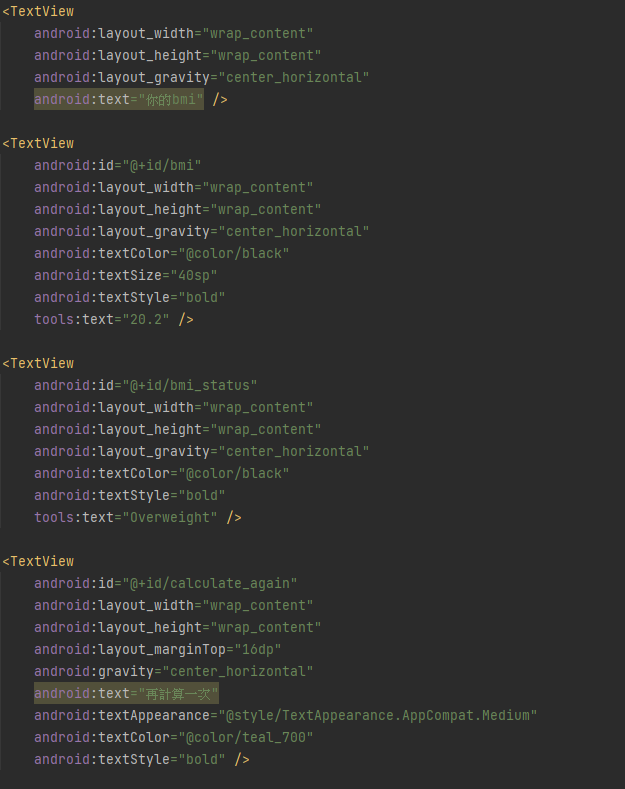 <TextView
android:layout_width="wrap_content"
android:layout_height="wrap_content"
android:layout_gravity="center_horizontal"
android:text="你的bmi" />
<TextView
android:id="@+id/bmi"
android:layout_width="wrap_content"
android:layout_height="wrap_content"
android:layout_gravity="center_horizontal"
android:textColor="@color/black"
android:textSize="40sp"
android:textStyle="bold"
tools:text="20.2" />
<TextView
android:id="@+id/bmi_status"
android:layout_width="wrap_content"
android:layout_height="wrap_content"
android:layout_gravity="center_horizontal"
android:textColor="@color/black"
android:textStyle="bold"
tools:text="Overweight" />
<TextView
android:id="@+id/calculate_again"
android:layout_width="wrap_content"
android:layout_height="wrap_content"
android:layout_marginTop="16dp"
android:gravity="center_horizontal"
android:text="再計算一次"
android:textAppearance="@style/TextAppearance.AppCompat.Medium"
android:textColor="@color/teal_700"
android:textStyle="bold" />